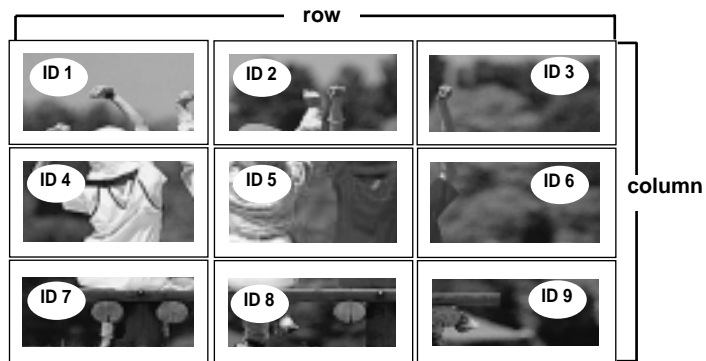 row
ID 1
ID 2
ID 3
ID 4
ID 5
ID 6
column
ID 7
ID 8
ID 9